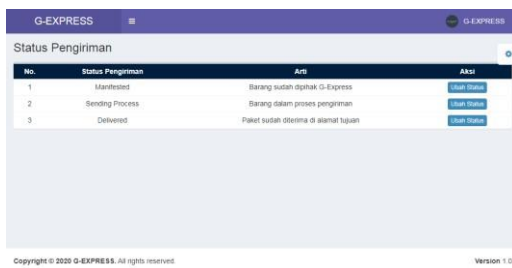 G-EXPRESS
G-EXPRESS
Status Pengiriman
No. Status Pengiriman Arti Aksi
1 Manifested Barang sudah dipihak G-Express Ubah Status
2 Sending Process Barang dalam proses pengiriman Ubah Status
3 Delivered Paket sudah diterima di alamat tujuan Ubah Status
Copyright © 2020 G-EXPRESS. All rights reserved. Version 1.0